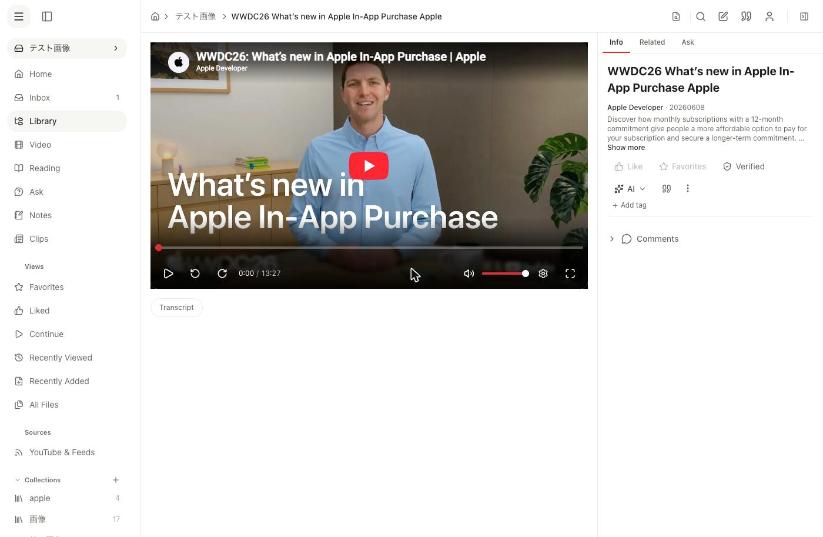 テスト画像
WWDC26 What's new in Apple In-App Purchase Apple
テスト画像
Home
Inbox 1
Library
Video
Reading
Ask
Notes
Clips
Views
Favorites
Liked
Continue
Recently Viewed
Recently Added
All Files
Sources
YouTube & Feeds
Collections
apple 4
画像 17
WWDC26: What's new in Apple In-App Purchase | Apple
Apple Developer
What's new in
Apple In-App Purchase
0:00 / 13:27
Transcript
Info Related Ask
WWDC26 What's new in Apple In-
App Purchase Apple
Apple Developer · 20260608
Discover how monthly subscriptions with a 12-month
commitment give people a more affordable option to pay for
your subscription and secure a longer-term commitment. …
Show more
Like Favorites Verified
AI
+ Add tag
Comments